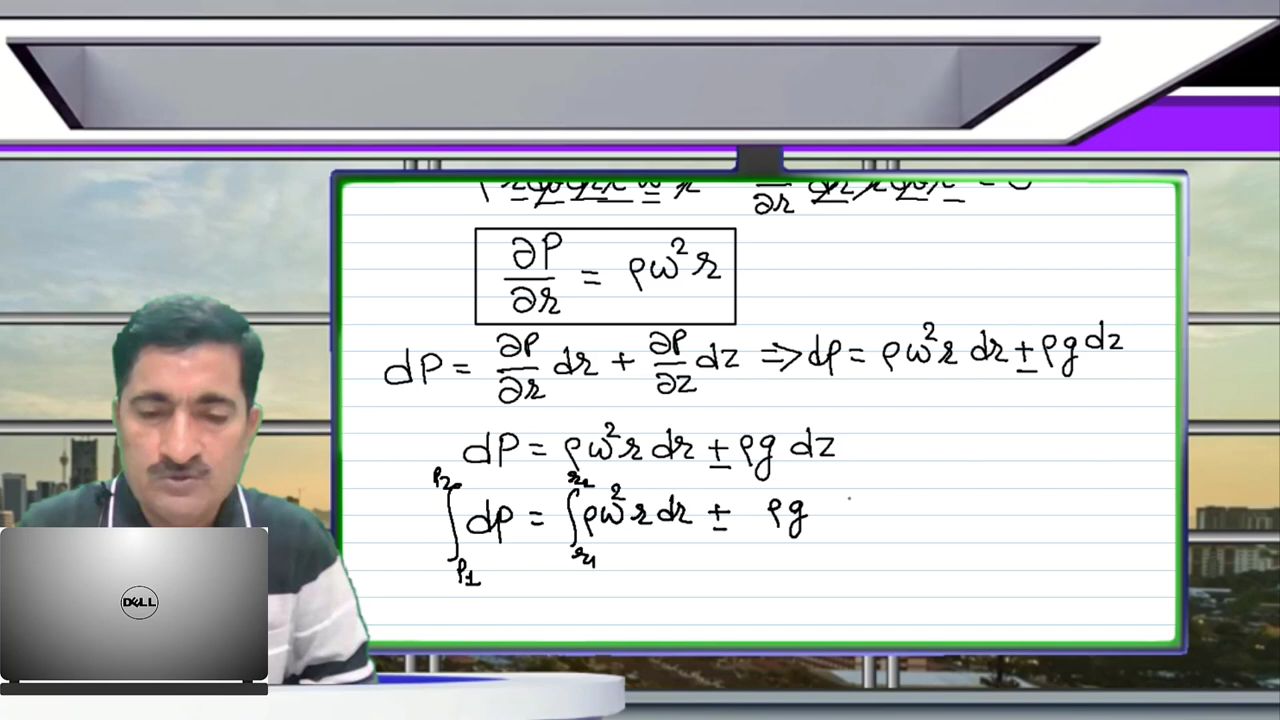 ∂P/∂r = ρω²r
dP = ∂P/∂r dr + ∂P/∂z dz ⇒ dp = ρω²r dr ± ρg dz
dP = ρω²r dr ± ρg dz
∫_{P1}^{P2} dp = ∫_{r1}^{r2} ρω²r dr ± ρg
DELL